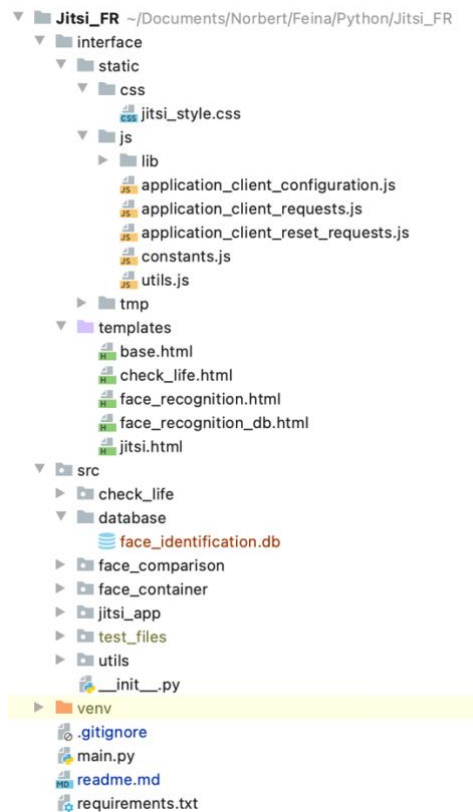 Jitsi_FR ~/Documents/Norbert/Feina/Python/Jitsi_FR
interface
static
css
jitsi_style.css
js
lib
application_client_configuration.js
application_client_requests.js
application_client_reset_requests.js
constants.js
utils.js
tmp
templates
base.html
check_life.html
face_recognition.html
face_recognition_db.html
jitsi.html
src
check_life
database
face_identification.db
face_comparison
face_container
jitsi_app
test_files
utils
__init__.py
venv
.gitignore
main.py
readme.md
requirements.txt